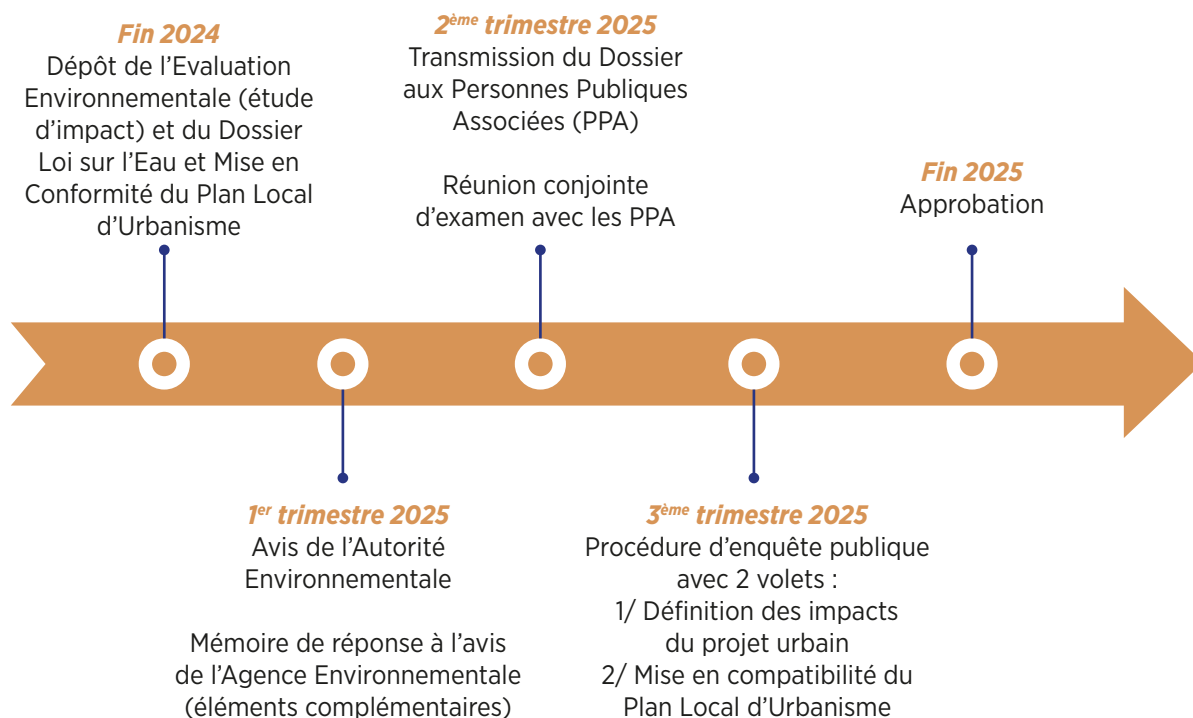 Fin 2024
Dépôt de l'Evaluation
Environnementale (étude
d'impact) et du Dossier
Loi sur l'Eau et Mise en
Conformité du Plan Local
d'Urbanisme
1er trimestre 2025
Avis de l'Autorité
Environnementale
Mémoire de réponse à l'avis
de l'Agence Environnementale
(éléments complémentaires)
2ème trimestre 2025
Transmission du Dossier
aux Personnes Publiques
Associées (PPA)
Réunion conjointe
d'examen avec les PPA
3ème trimestre 2025
Procédure d'enquête publique
avec 2 volets :
1/ Définition des impacts
du projet urbain
2/ Mise en compatibilité du
Plan Local d'Urbanisme
Fin 2025
Approbation